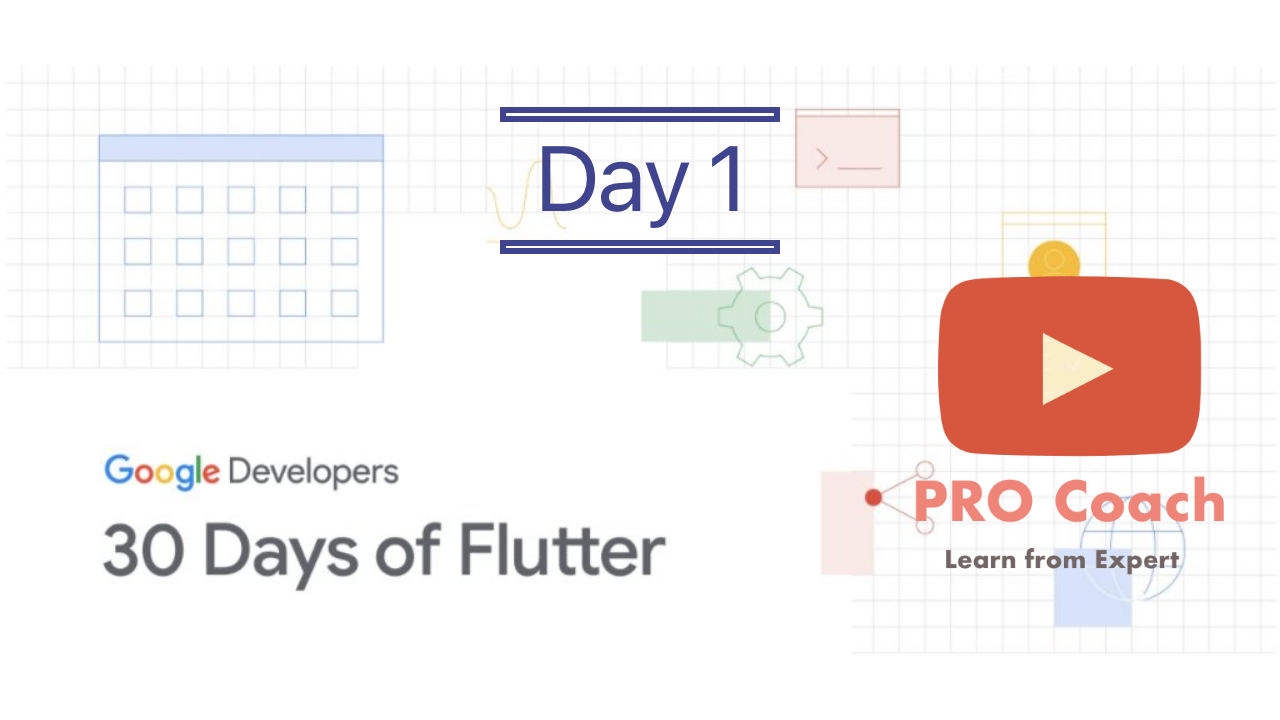 Day 1
Google Developers
30 Days of Flutter
PRO Coach
Learn from Expert